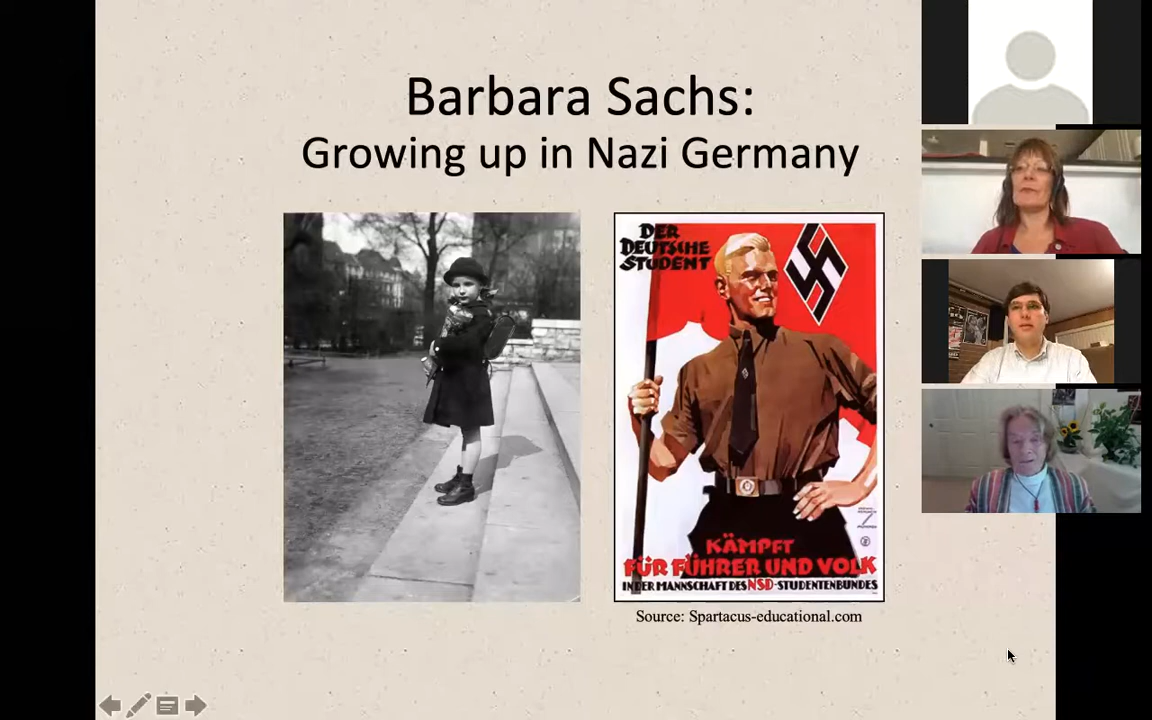 Barbara Sachs:
Growing up in Nazi Germany
DER
DEUTSCHE
STUDENT
KÄMPFT
FÜR FÜHRER UND VOLK
IN DER MANNSCHAFT DES NSD-STUDENTENBUNDES
Source: Spartacus-educational.com